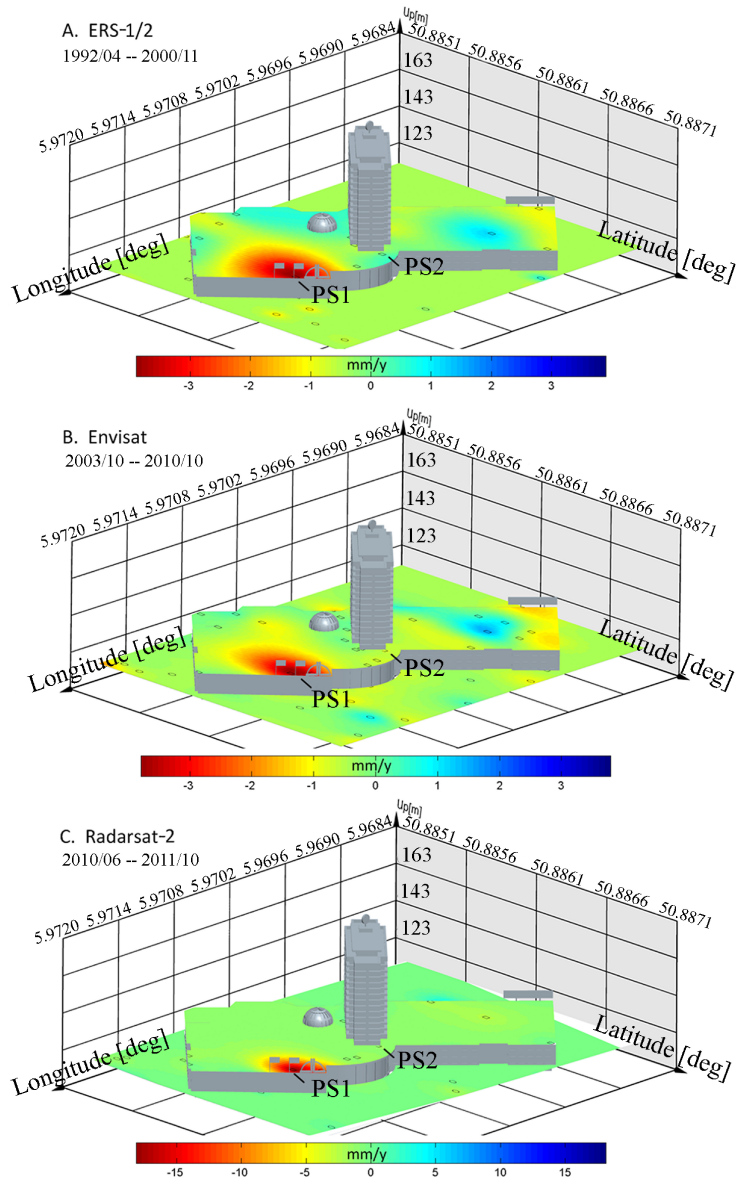 A. ERS-1/2
1992/04 -- 2000/11
Up[m]
5.9720 5.9714 5.9708 5.9702 5.9696 5.9690 5.9684
50.8851 50.8856 50.8861 50.8866 50.8871
163
143
123
Longitude [deg]
Latitude [deg]
PS1
PS2
mm/y
-3 -2 -1 0 1 2 3
B. Envisat
2003/10 -- 2010/10
Up[m]
5.9720 5.9714 5.9708 5.9702 5.9696 5.9690 5.9684
50.8851 50.8856 50.8861 50.8866 50.8871
163
143
123
Longitude [deg]
Latitude [deg]
PS1
PS2
mm/y
-3 -2 -1 0 1 2 3
C. Radarsat-2
2010/06 -- 2011/10
Up[m]
5.9720 5.9714 5.9708 5.9702 5.9696 5.9690 5.9684
50.8851 50.8856 50.8861 50.8866 50.8871
163
143
123
Longitude [deg]
Latitude [deg]
PS1
PS2
mm/y
-15 -10 -5 0 5 10 15